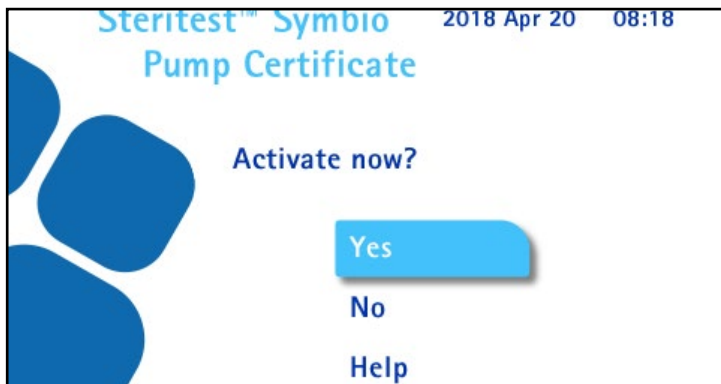 Steritest™ Symbio 2018 Apr 20 08:18
Pump Certificate
Activate now?
Yes
No
Help